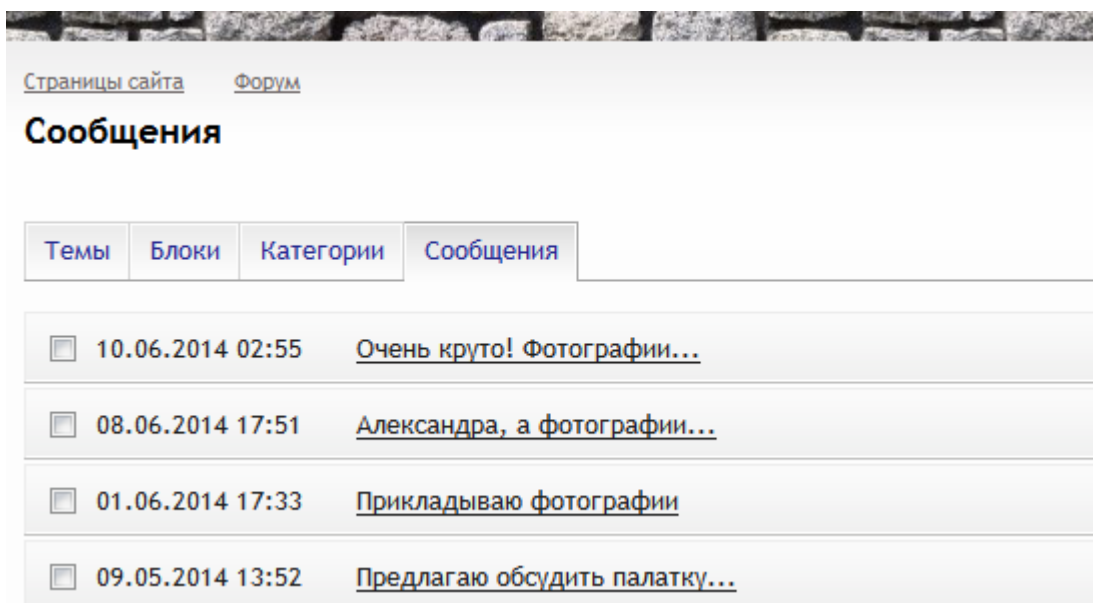 Страницы сайта Форум
Сообщения
Темы Блоки Категории Сообщения
10.06.2014 02:55 Очень круто! Фотографии...
08.06.2014 17:51 Александра, а фотографии...
01.06.2014 17:33 Прикладываю фотографии
09.05.2014 13:52 Предлагаю обсудить палатку...